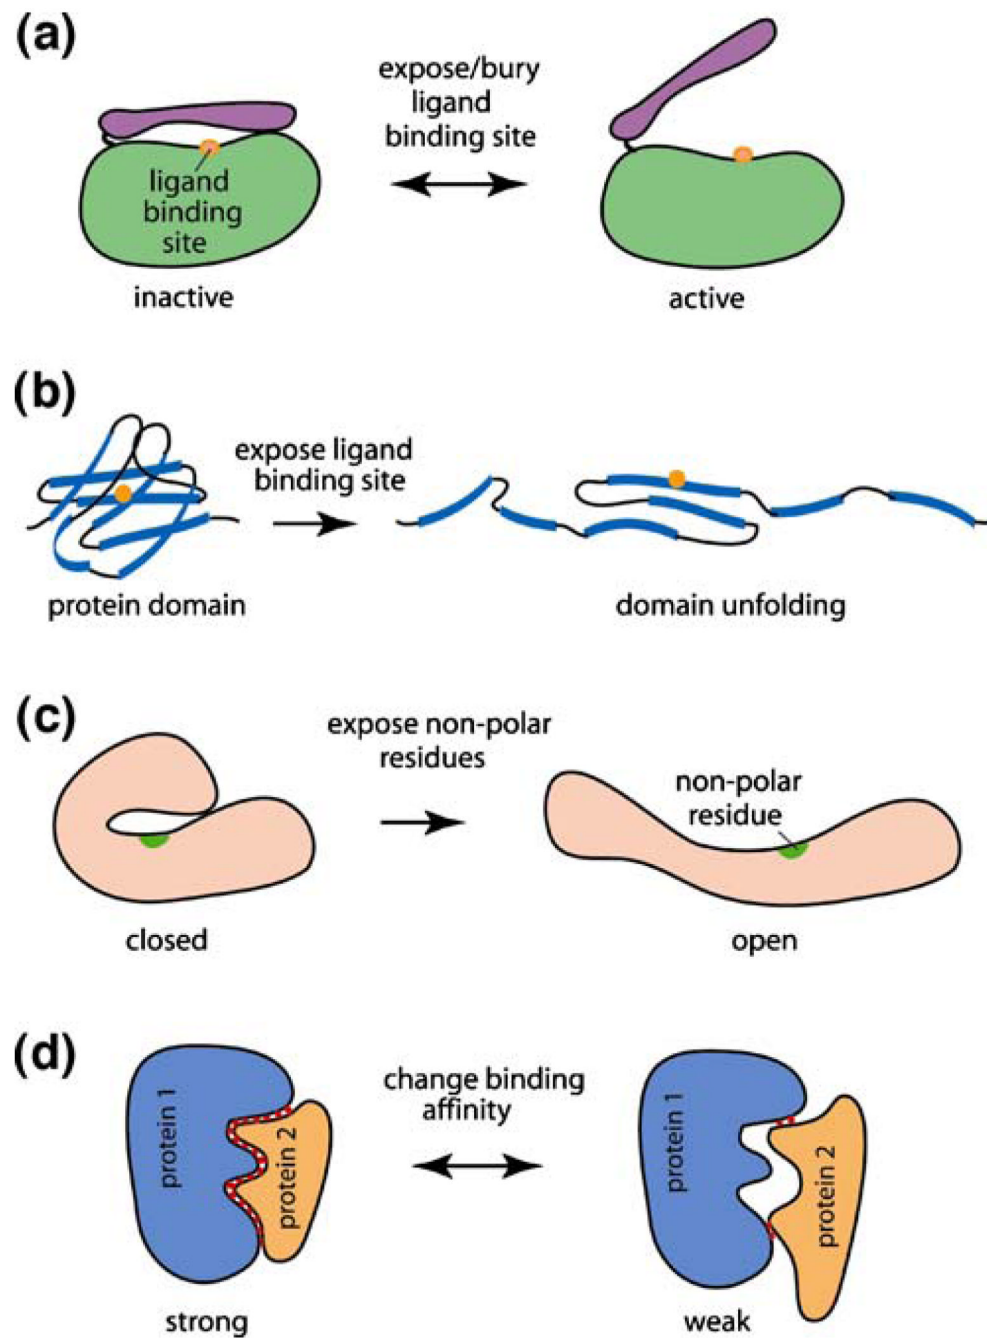 (a)
expose/bury
ligand
binding site
ligand
binding
site
inactive
active
(b)
expose ligand
binding site
protein domain
domain unfolding
(c)
expose non-polar
residues
non-polar
residue
closed
open
(d)
change binding
affinity
protein 1
protein 2
protein 1
protein 2
strong
weak